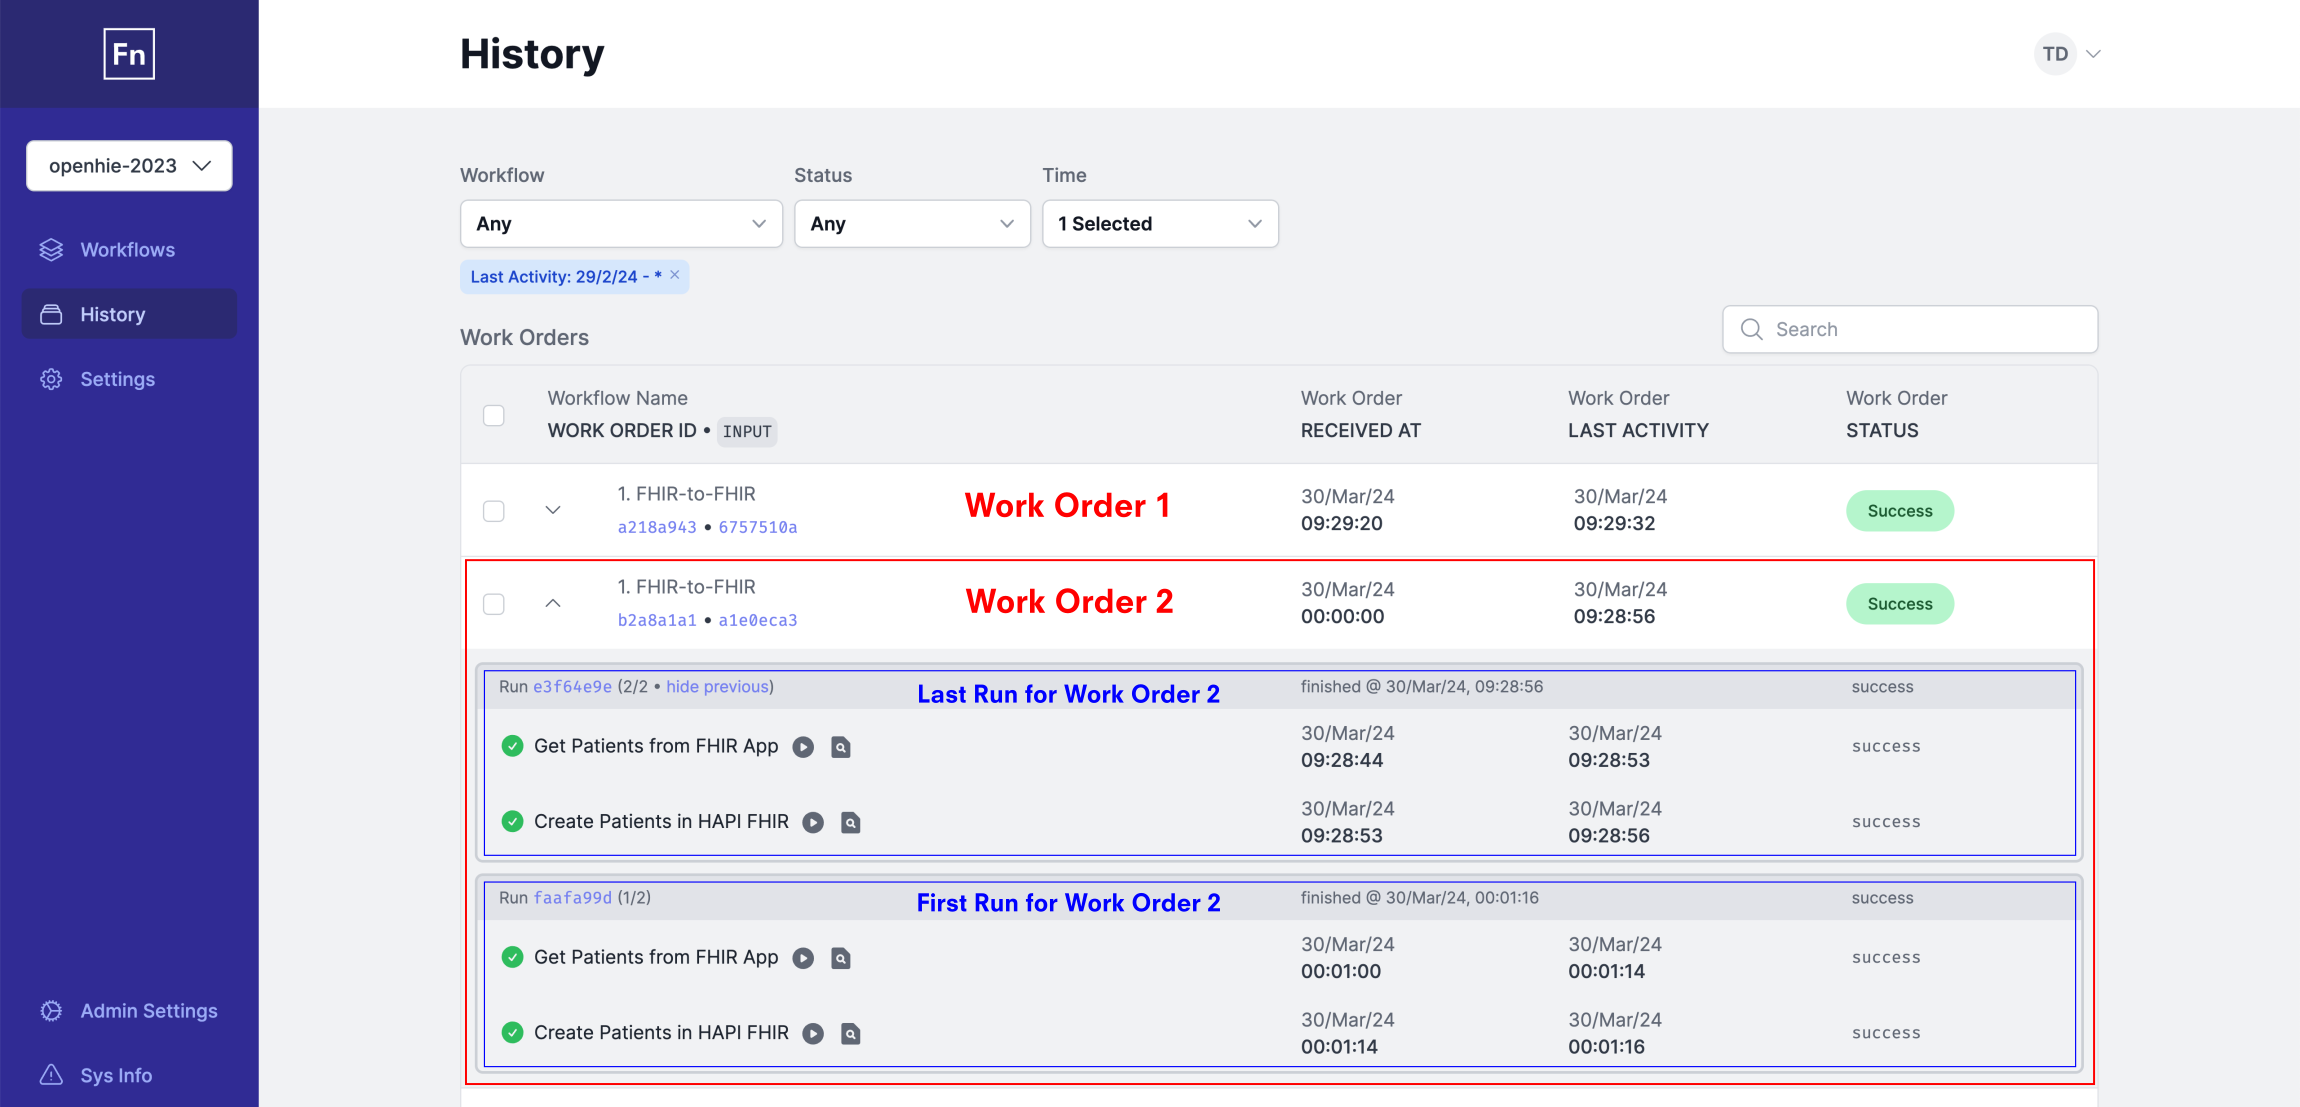 Fn
History
TD
openhie-2023
Workflows
History
Settings
Admin Settings
Sys Info
Workflow Status Time
Any Any 1 Selected
Last Activity: 29/2/24 - * ×
Work Orders
Search
Workflow Name Work Order Work Order Work Order
WORK ORDER ID • INPUT RECEIVED AT LAST ACTIVITY STATUS
1. FHIR-to-FHIR Work Order 1 30/Mar/24 30/Mar/24 Success
a218a943 • 6757510a 09:29:20 09:29:32
1. FHIR-to-FHIR Work Order 2 30/Mar/24 30/Mar/24 Success
b2a8a1a1 • a1e0eca3 00:00:00 09:28:56
Run e3f64e9e (2/2 • hide previous) Last Run for Work Order 2 finished @ 30/Mar/24, 09:28:56 success
Get Patients from FHIR App 30/Mar/24 30/Mar/24 success
09:28:44 09:28:53
Create Patients in HAPI FHIR 30/Mar/24 30/Mar/24 success
09:28:53 09:28:56
Run faafa99d (1/2) First Run for Work Order 2 finished @ 30/Mar/24, 00:01:16 success
Get Patients from FHIR App 30/Mar/24 30/Mar/24 success
00:01:00 00:01:14
Create Patients in HAPI FHIR 30/Mar/24 30/Mar/24 success
00:01:14 00:01:16